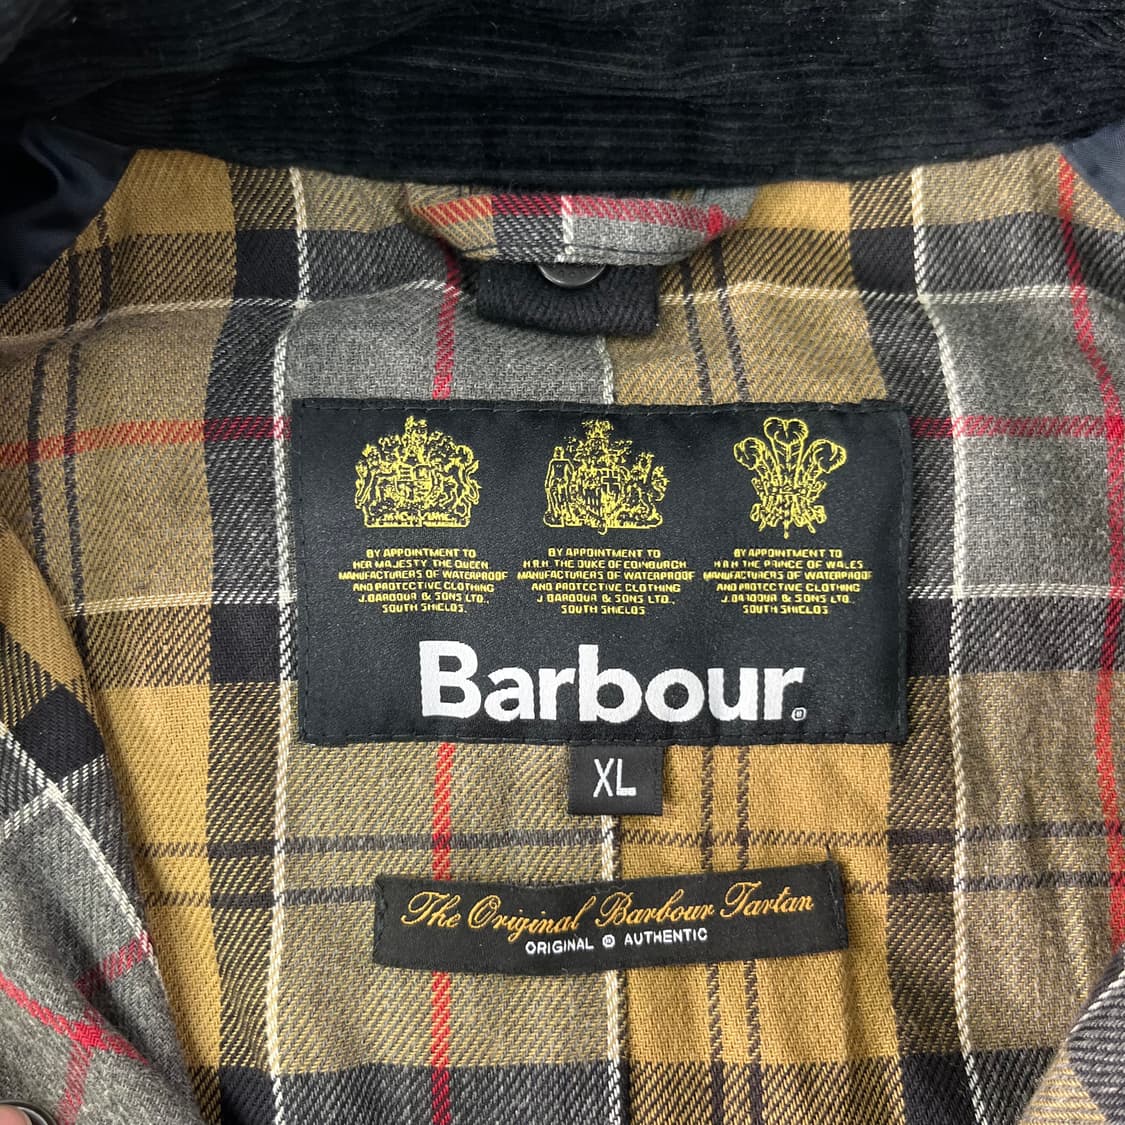 BY APPOINTMENT TO
HER MAJESTY THE QUEEN
MANUFACTURERS OF WATERPROOF
AND PROTECTIVE CLOTHING
J. BARBOUR & SONS LTD.,
SOUTH SHIELDS.
BY APPOINTMENT TO
H.R.H. THE DUKE OF EDINBURGH
MANUFACTURERS OF WATERPROOF
AND PROTECTIVE CLOTHING
J. BARBOUR & SONS LTD.,
SOUTH SHIELDS
BY APPOINTMENT TO
H.R.H. THE PRINCE OF WALES
MANUFACTURERS OF WATERPROOF
AND PROTECTIVE CLOTHING
J. BARBOUR & SONS LTD.,
SOUTH SHIELDS
Barbour®
XL
The Original Barbour Tartan
ORIGINAL ® AUTHENTIC